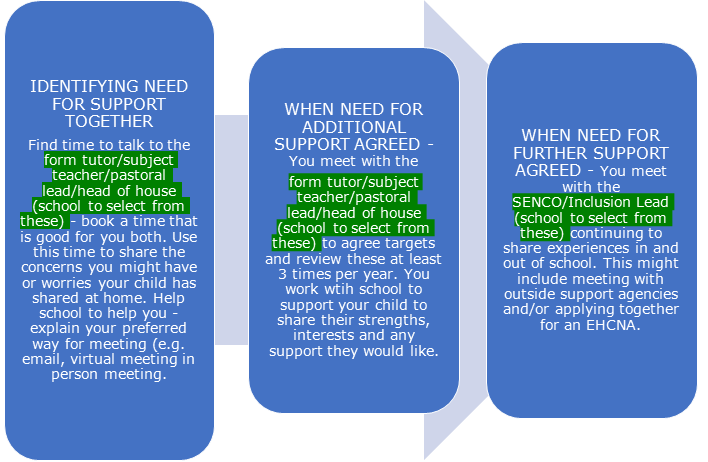 IDENTIFYING NEED
FOR SUPPORT
TOGETHER
Find time to talk to the
form tutor/subject
teacher/pastoral
lead/head of house
(school to select from
these) - book a time that
is good for you both. Use
this time to share the
concerns you might have
or worries your child has
shared at home. Help
school to help you -
explain your preferred
way for meeting (e.g.
email, virtual meeting in
person meeting.
WHEN NEED FOR
ADDITIONAL
SUPPORT AGREED -
You meet with the
form tutor/subject
teacher/pastoral
lead/head of house
(school to select from
these) to agree targets
and review these at least
3 times per year. You
work wtih school to
support your child to
share their strengths,
interests and any
support they would like.
WHEN NEED FOR
FURTHER SUPPORT
AGREED - You meet
with the
SENCO/Inclusion Lead
(school to select from
these) continuing to
share experiences in and
out of school. This might
include meeting with
outside support agencies
and/or applying together
for an EHCNA.